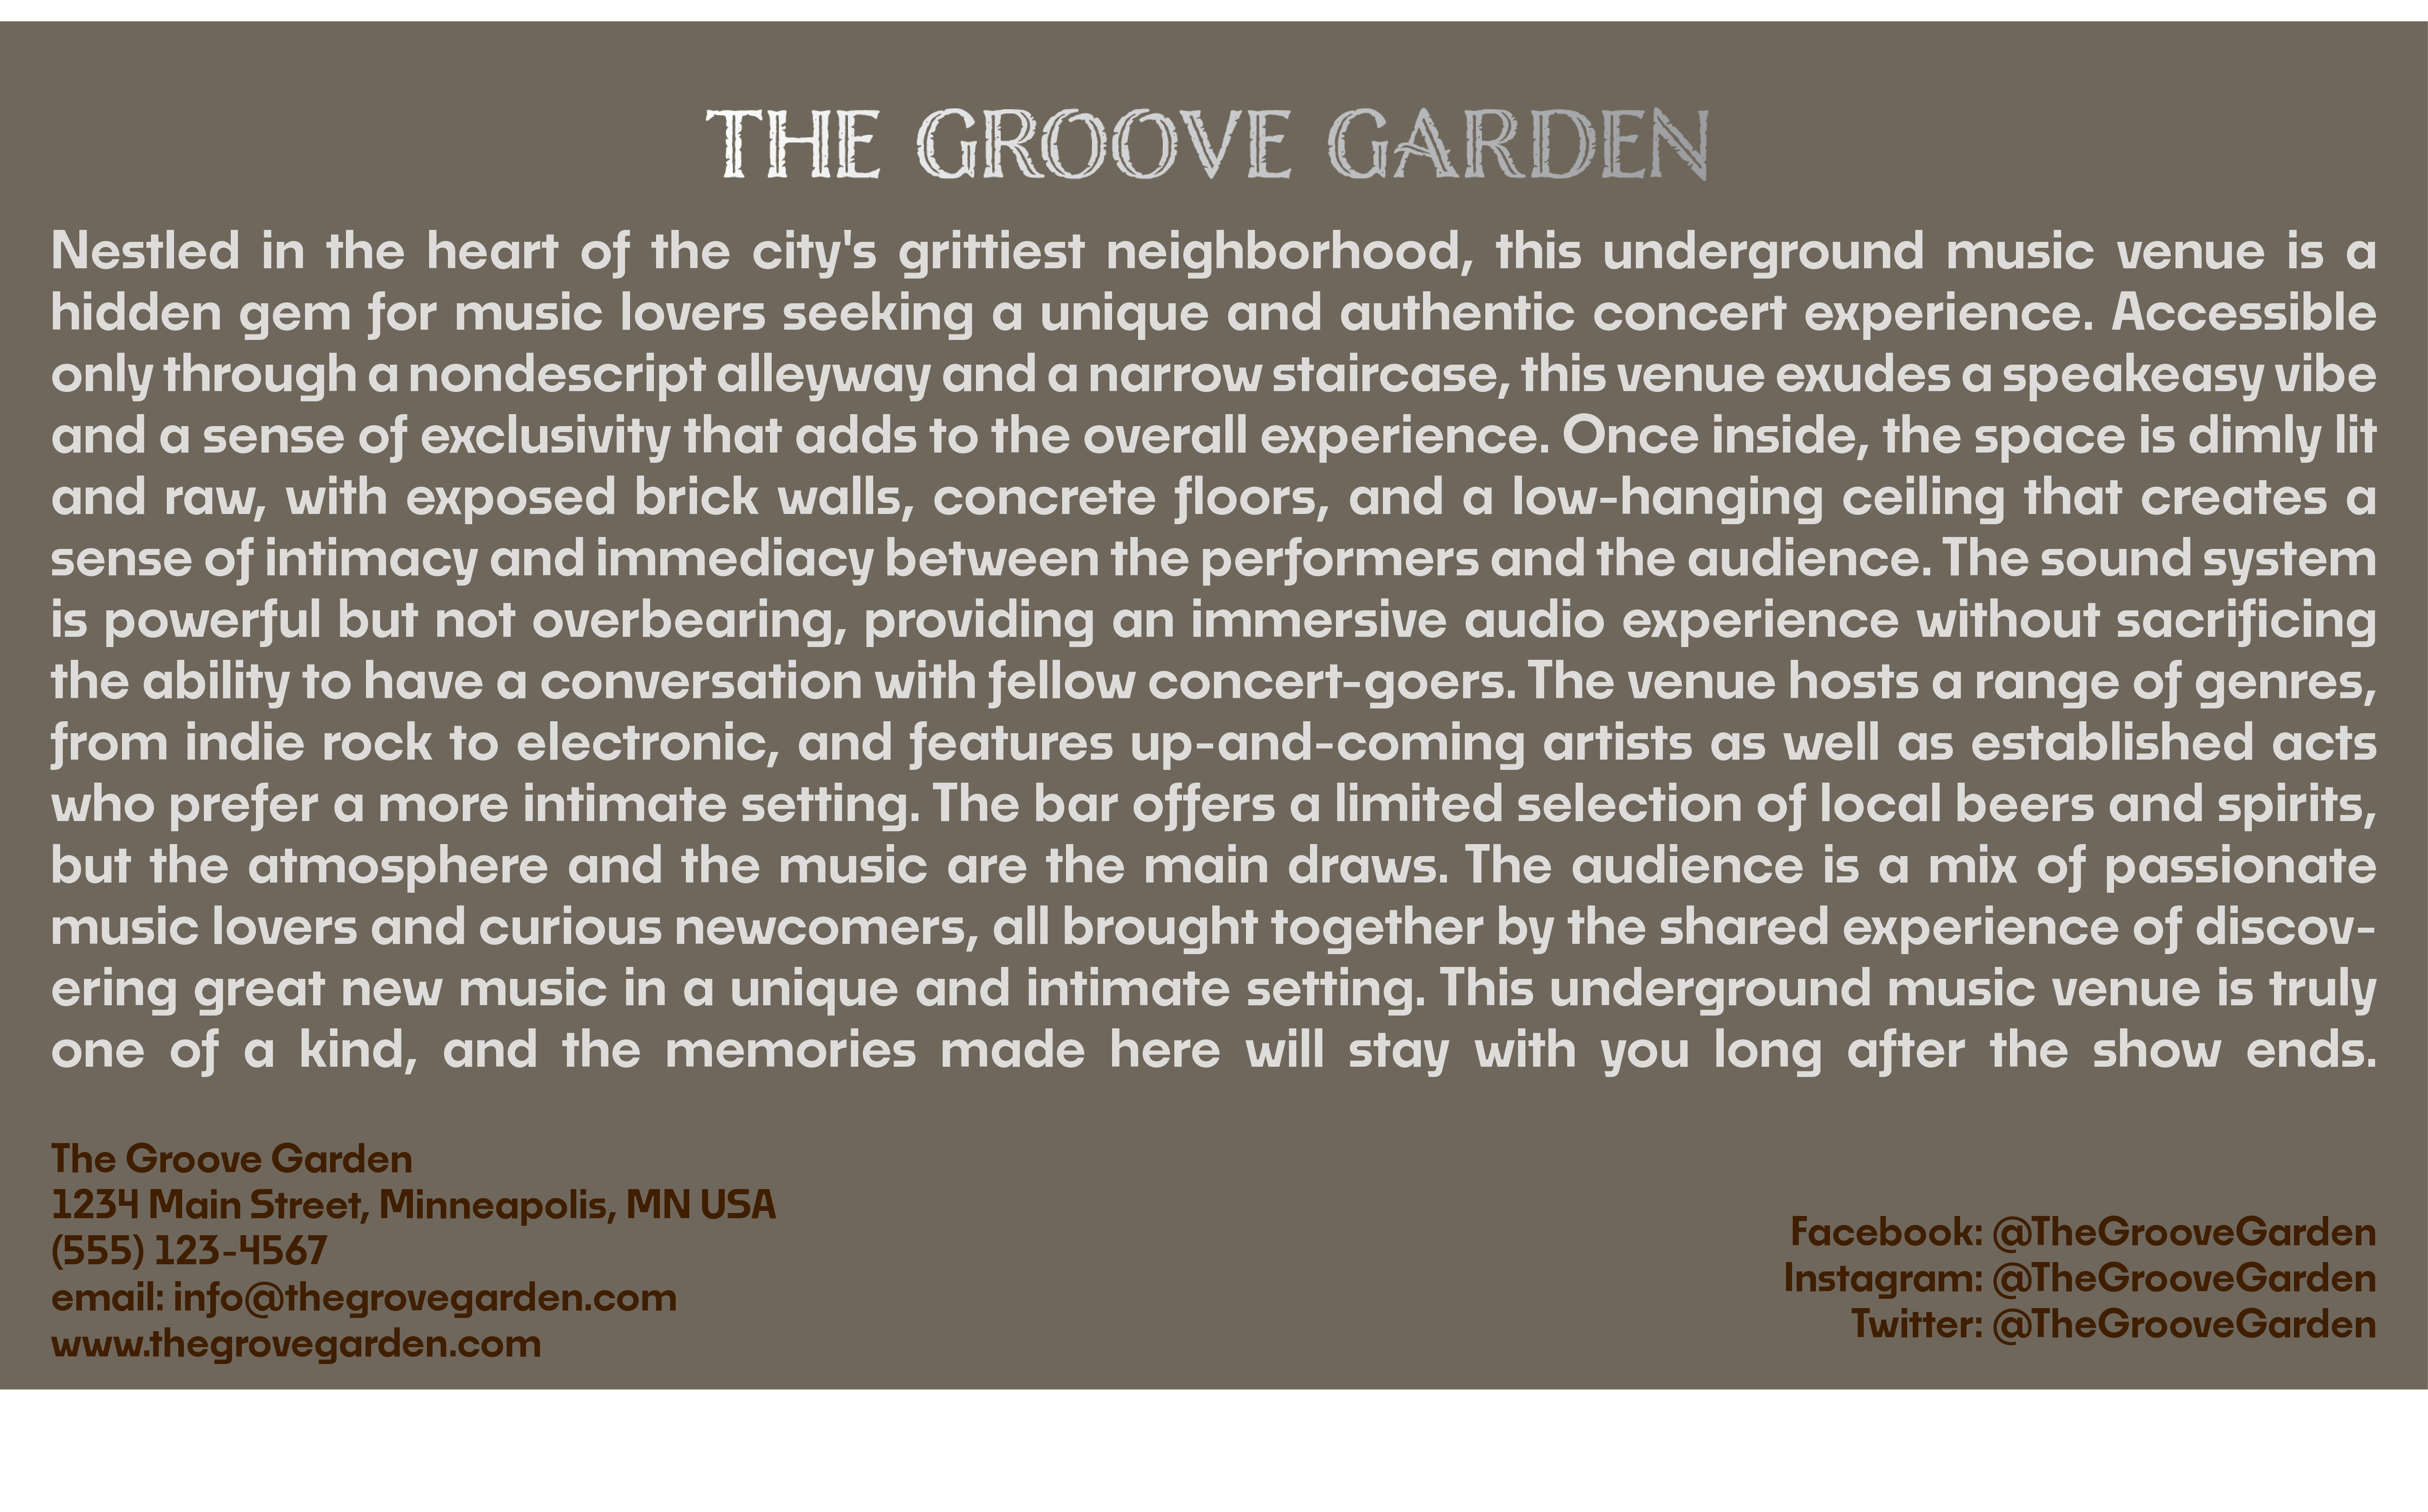 THE GROOVE GARDEN
Nestled in the heart of the city's grittiest neighborhood, this underground music venue is a
hidden gem for music lovers seeking a unique and authentic concert experience. Accessible
only through a nondescript alleyway and a narrow staircase, this venue exudes a speakeasy vibe
and a sense of exclusivity that adds to the overall experience. Once inside, the space is dimly lit
and raw, with exposed brick walls, concrete floors, and a low-hanging ceiling that creates a
sense of intimacy and immediacy between the performers and the audience. The sound system
is powerful but not overbearing, providing an immersive audio experience without sacrificing
the ability to have a conversation with fellow concert-goers. The venue hosts a range of genres,
from indie rock to electronic, and features up-and-coming artists as well as established acts
who prefer a more intimate setting. The bar offers a limited selection of local beers and spirits,
but the atmosphere and the music are the main draws. The audience is a mix of passionate
music lovers and curious newcomers, all brought together by the shared experience of discov-
ering great new music in a unique and intimate setting. This underground music venue is truly
one of a kind, and the memories made here will stay with you long after the show ends.
The Groove Garden
1234 Main Street, Minneapolis, MN USA
(555) 123-4567
email: info@thegrovegarden.com
www.thegrovegarden.com
Facebook: @TheGrooveGarden
Instagram: @TheGrooveGarden
Twitter: @TheGrooveGarden